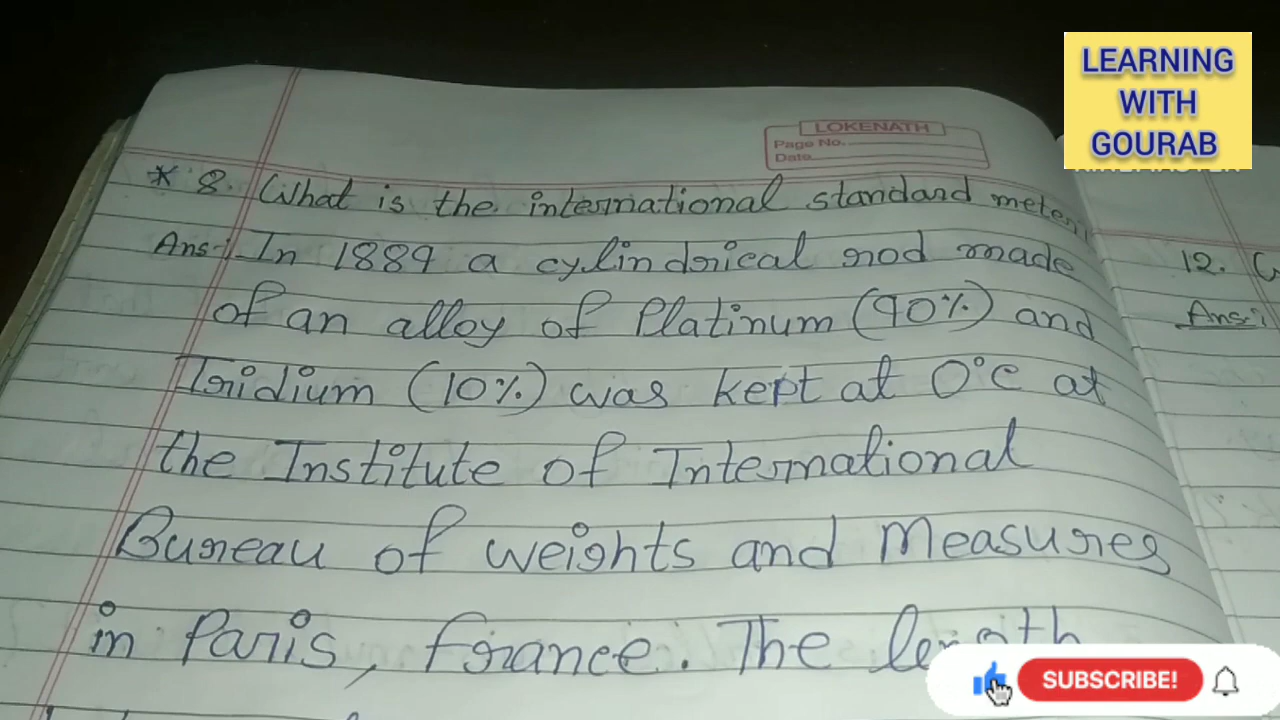 LEARNING
WITH
GOURAB
LOKENATH
Page No.
Date
* 8. What is the international standard meter
Ans:- In 1889 a cylindrical rod made
of an alloy of Platinum (90%) and
Iridium (10%) was kept at 0°C at
the Institute of International
Bureau of weights and Measures
in Paris, France. The length
12.
Ans:
SUBSCRIBE!